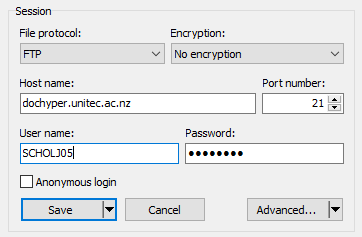 Session
File protocol: Encryption:
FTP No encryption
Host name: Port number:
dochyper.unitec.ac.nz 21
User name: Password:
SCHOLJ05 ●●●●●●●●
Anonymous login
Save Cancel Advanced...